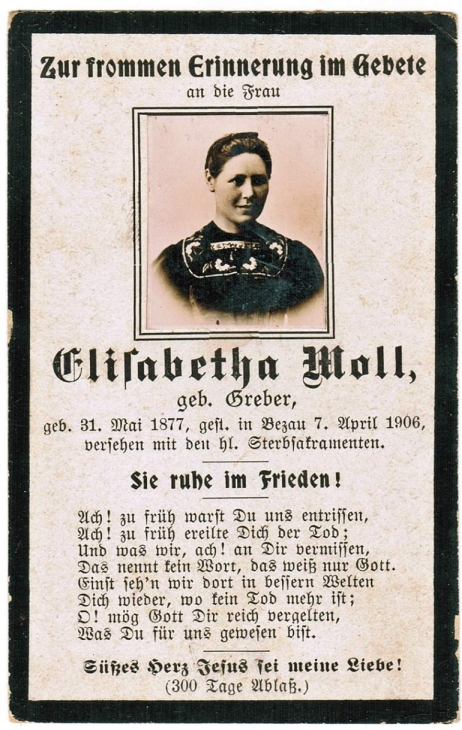 Zur frommen Erinnerung im Gebete
an die Frau
Eliſabetha Moll,
geb. Greber,
geb. 31. Mai 1877, geſt. in Bezau 7. April 1906,
verſehen mit den hl. Sterbſakramenten.
Sie ruhe im Frieden!
Ach! zu früh warſt Du uns entriſſen,
Ach! zu früh ereilte Dich der Tod;
Und was wir, ach! an Dir vermiſſen,
Das nennt kein Wort, das weiß nur Gott.
Einſt ſeh'n wir dort in beſſern Welten
Dich wieder, wo kein Tod mehr iſt;
O! mög Gott Dir reich vergelten,
Was Du für uns geweſen biſt.
Süßes Herz Jeſus ſei meine Liebe!
(300 Tage Ablaß.)